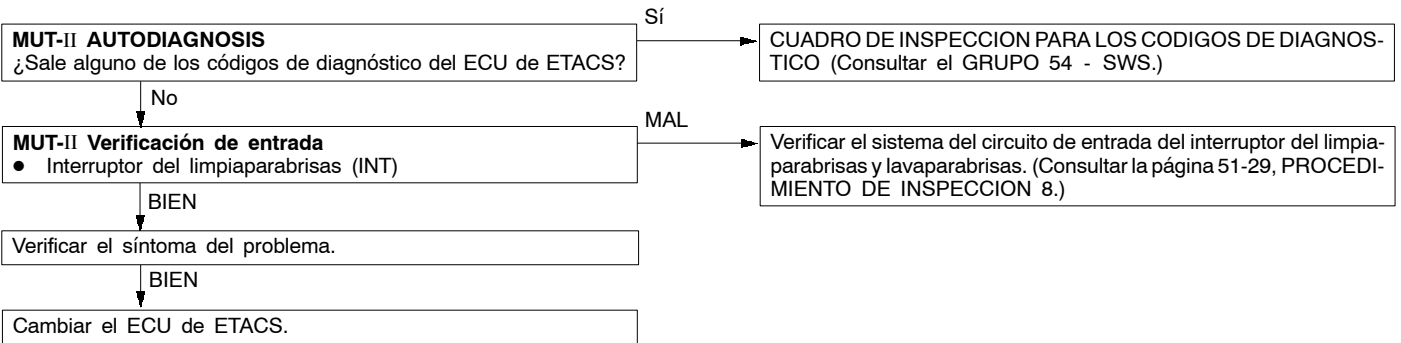 Sí
MUT-II AUTODIAGNOSIS
¿Sale alguno de los códigos de diagnóstico del ECU de ETACS?
CUADRO DE INSPECCION PARA LOS CODIGOS DE DIAGNOS-
TICO (Consultar el GRUPO 54 - SWS.)
No
MUT-II Verificación de entrada
● Interruptor del limpiaparabrisas (INT)
MAL
Verificar el sistema del circuito de entrada del interruptor del limpia-
parabrisas y lavaparabrisas. (Consultar la página 51-29, PROCEDI-
MIENTO DE INSPECCION 8.)
BIEN
Verificar el síntoma del problema.
BIEN
Cambiar el ECU de ETACS.